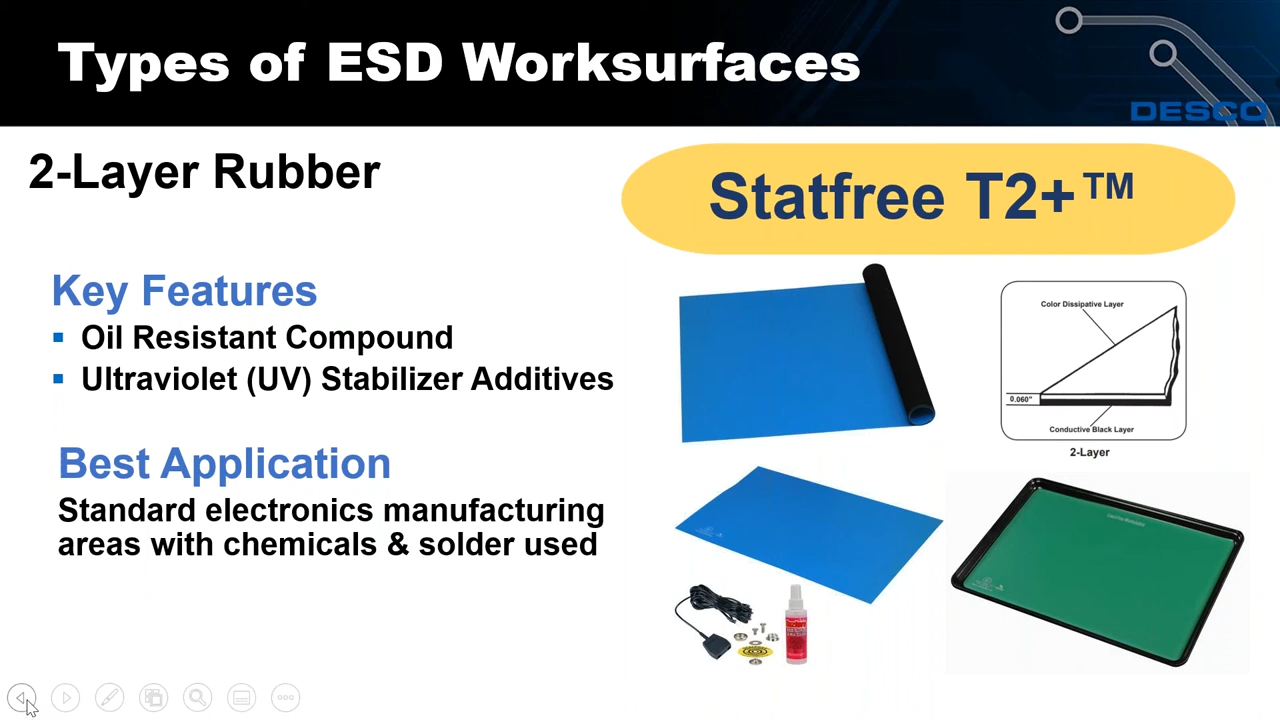 Types of ESD Worksurfaces
DESCO
2-Layer Rubber
Statfree T2+™
Key Features
▪ Oil Resistant Compound
▪ Ultraviolet (UV) Stabilizer Additives
Best Application
Standard electronics manufacturing
areas with chemicals & solder used
Color Dissipative Layer
0.060"
Conductive Black Layer
2-Layer